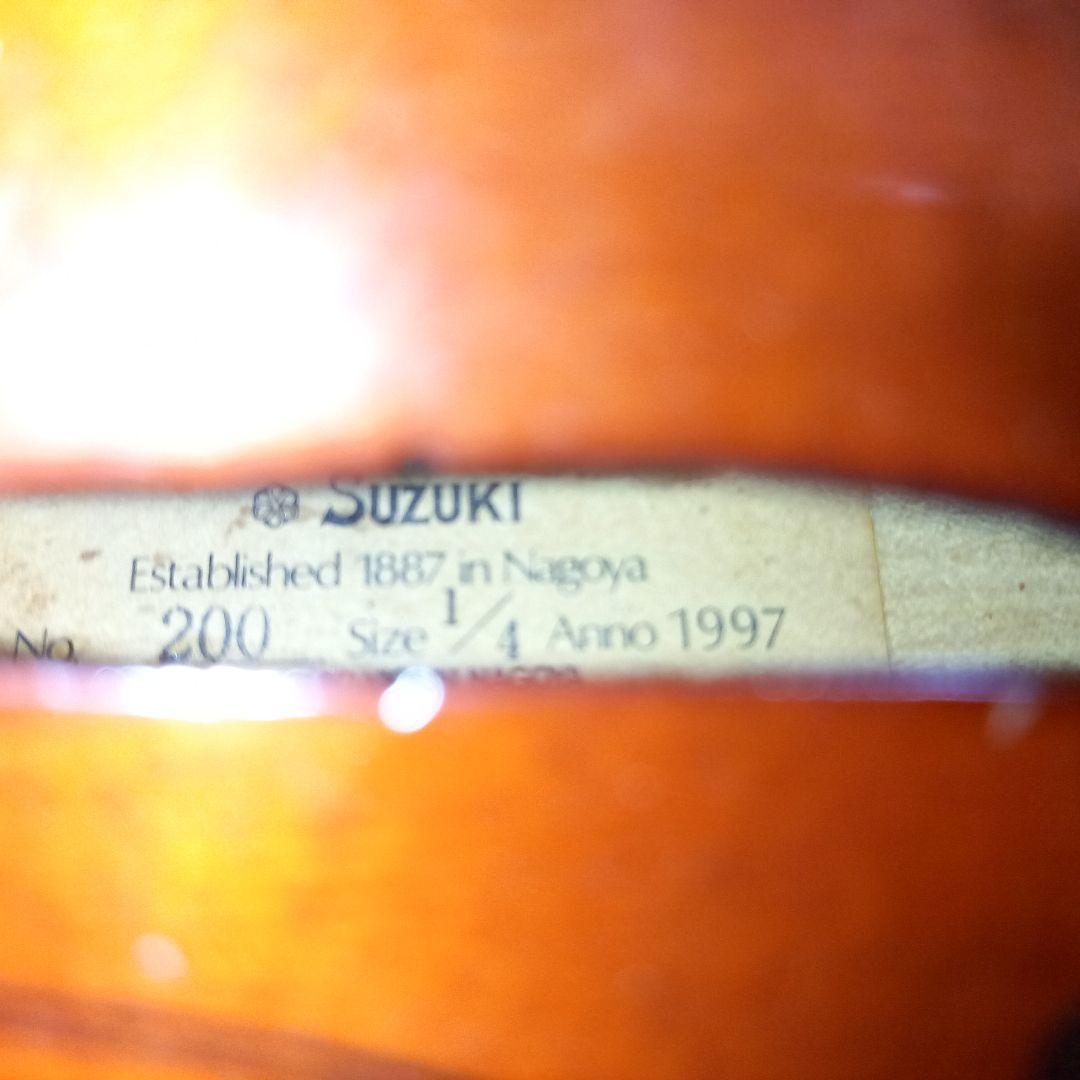 SUZUKI
Established 1887 in Nagoya
No. 200 Size 1/4 Anno 1997